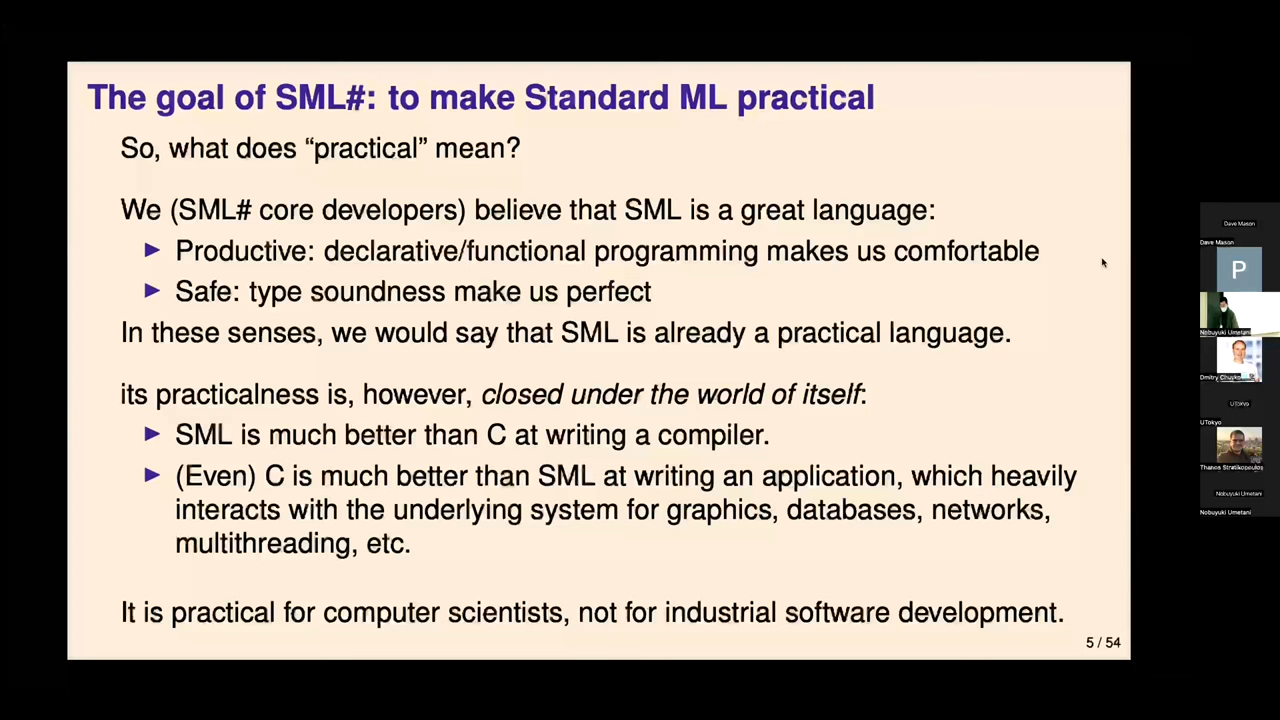 The goal of SML#: to make Standard ML practical
So, what does “practical” mean?
We (SML# core developers) believe that SML is a great language:
Productive: declarative/functional programming makes us comfortable
Safe: type soundness make us perfect
In these senses, we would say that SML is already a practical language.
its practicalness is, however, closed under the world of itself:
SML is much better than C at writing a compiler.
(Even) C is much better than SML at writing an application, which heavily
interacts with the underlying system for graphics, databases, networks,
multithreading, etc.
It is practical for computer scientists, not for industrial software development.
5 / 54
Dave Mason
Dave Mason
P
Nobuyuki Umetani
Dmitry
UTokyo
UTokyo
Thanos Stratikopoulos
Nobuyuki Umetani
Nobuyuki Umetani